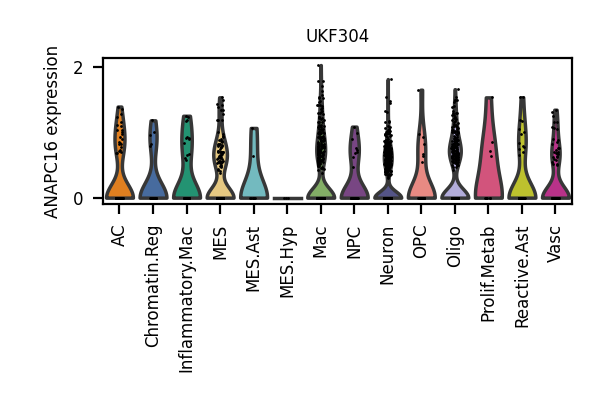 UKF304
ANAPC16 expression
2
0
AC
Chromatin.Reg
Inflammatory.Mac
MES
MES.Ast
MES.Hyp
Mac
NPC
Neuron
OPC
Oligo
Prolif.Metab
Reactive.Ast
Vasc